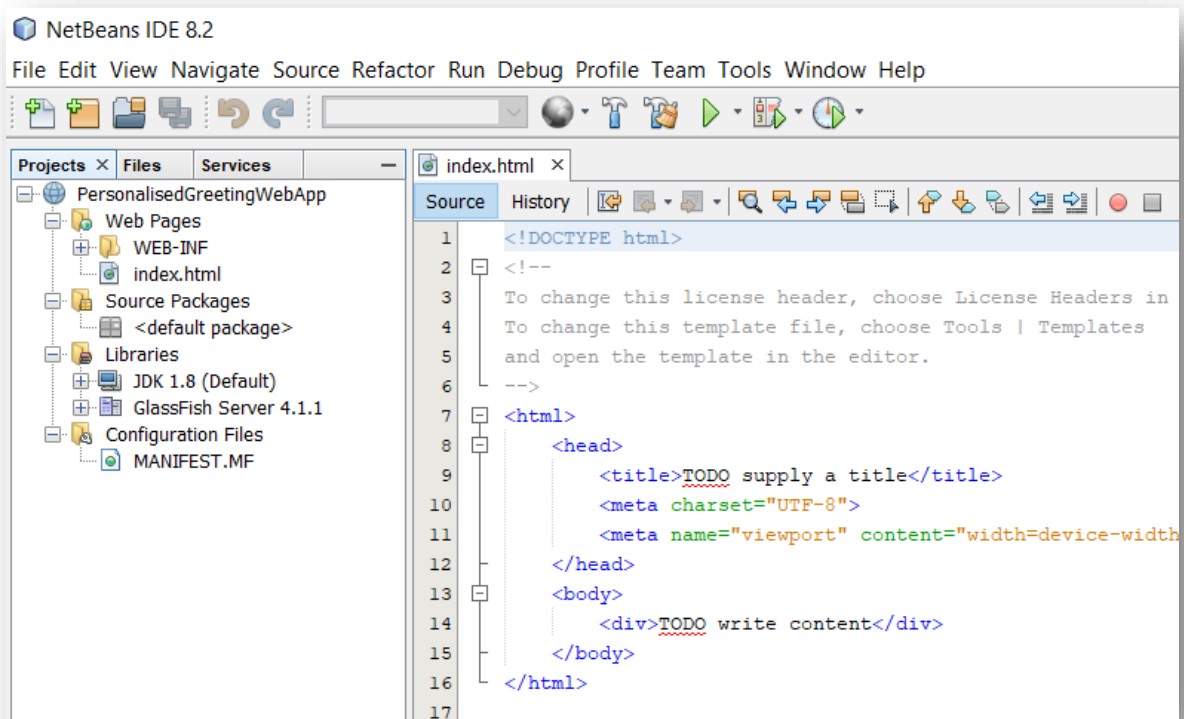 NetBeans IDE 8.2
File Edit View Navigate Source Refactor Run Debug Profile Team Tools Window Help
Projects Files Services
PersonalisedGreetingWebApp
Web Pages
WEB-INF
index.html
Source Packages
<default package>
Libraries
JDK 1.8 (Default)
GlassFish Server 4.1.1
Configuration Files
MANIFEST.MF
index.html
Source History
1 <!DOCTYPE html>
2 <!--
3 To change this license header, choose License Headers in
4 To change this template file, choose Tools | Templates
5 and open the template in the editor.
6 -->
7 <html>
8 <head>
9 <title>TODO supply a title</title>
10 <meta charset="UTF-8">
11 <meta name="viewport" content="width=device-width
12 </head>
13 <body>
14 <div>TODO write content</div>
15 </body>
16 </html>
17